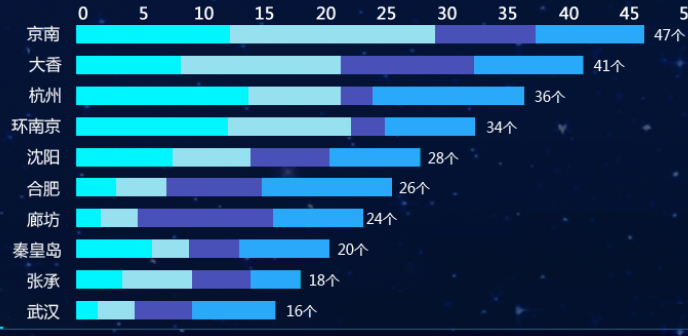 0 5 10 15 20 25 30 35 40 45
京南 47个
大香 41个
杭州 36个
环南京 34个
沈阳 28个
合肥 26个
廊坊 24个
秦皇岛 20个
张承 18个
武汉 16个